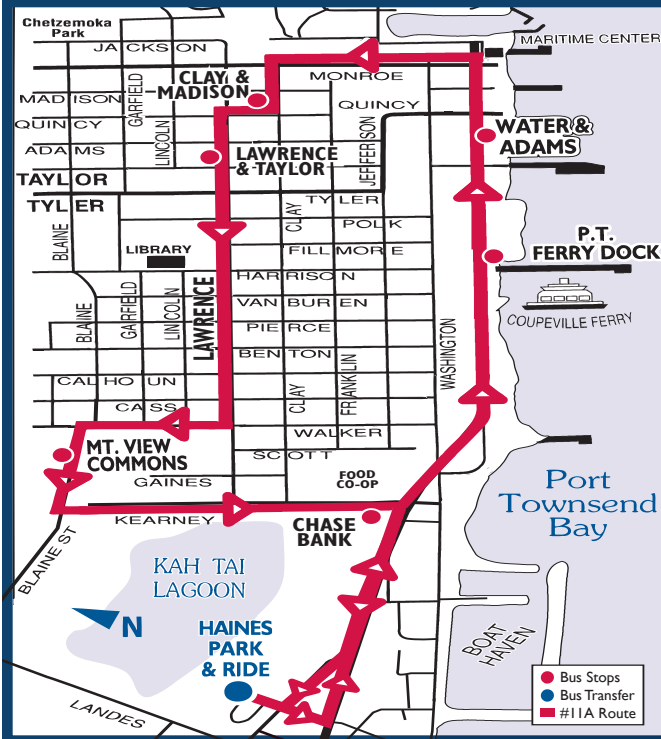 Chetzemoka
Park
JACKSON
MARITIME CENTER
MONROE
CLAY &
MADISON
MADISON
GARFIELD
QUINCY
QUINCY
LINCOLN
WATER &
ADAMS
ADAMS
LAWRENCE
& TAYLOR
JEFFERSON
TAYLOR
TYLER
TYLER
CLAY
POLK
BLAINE
P.T.
FERRY DOCK
LIBRARY
FILLMORE
HARRISON
BLAINE
GARFIELD
LINCOLN
LAWRENCE
VAN BUREN
COUPEVILLE FERRY
PIERCE
WASHINGTON
BENTON
CALHOUN
CLAY
FRANKLIN
CASS
WALKER
MT. VIEW
COMMONS
SCOTT
GAINES
FOOD
CO-OP
Port
Townsend
Bay
KEARNEY
CHASE
BANK
BLAINE ST
KAH TAI
LAGOON
N
HAINES
PARK
& RIDE
BOAT
HAVEN
LANDES
Bus Stops
Bus Transfer
#11A Route